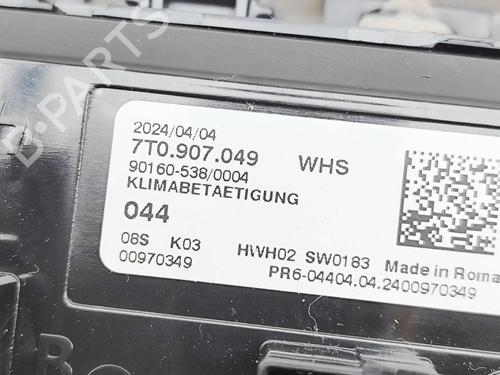 B-PARTS
2024/04/04
7T0.907.049 WHS
90160-538/0004
KLIMABETAETIGUNG
044
08S K03 HWH02 SW0183 Made in Roma
00970349 PR6-04404.04.2400970349
B